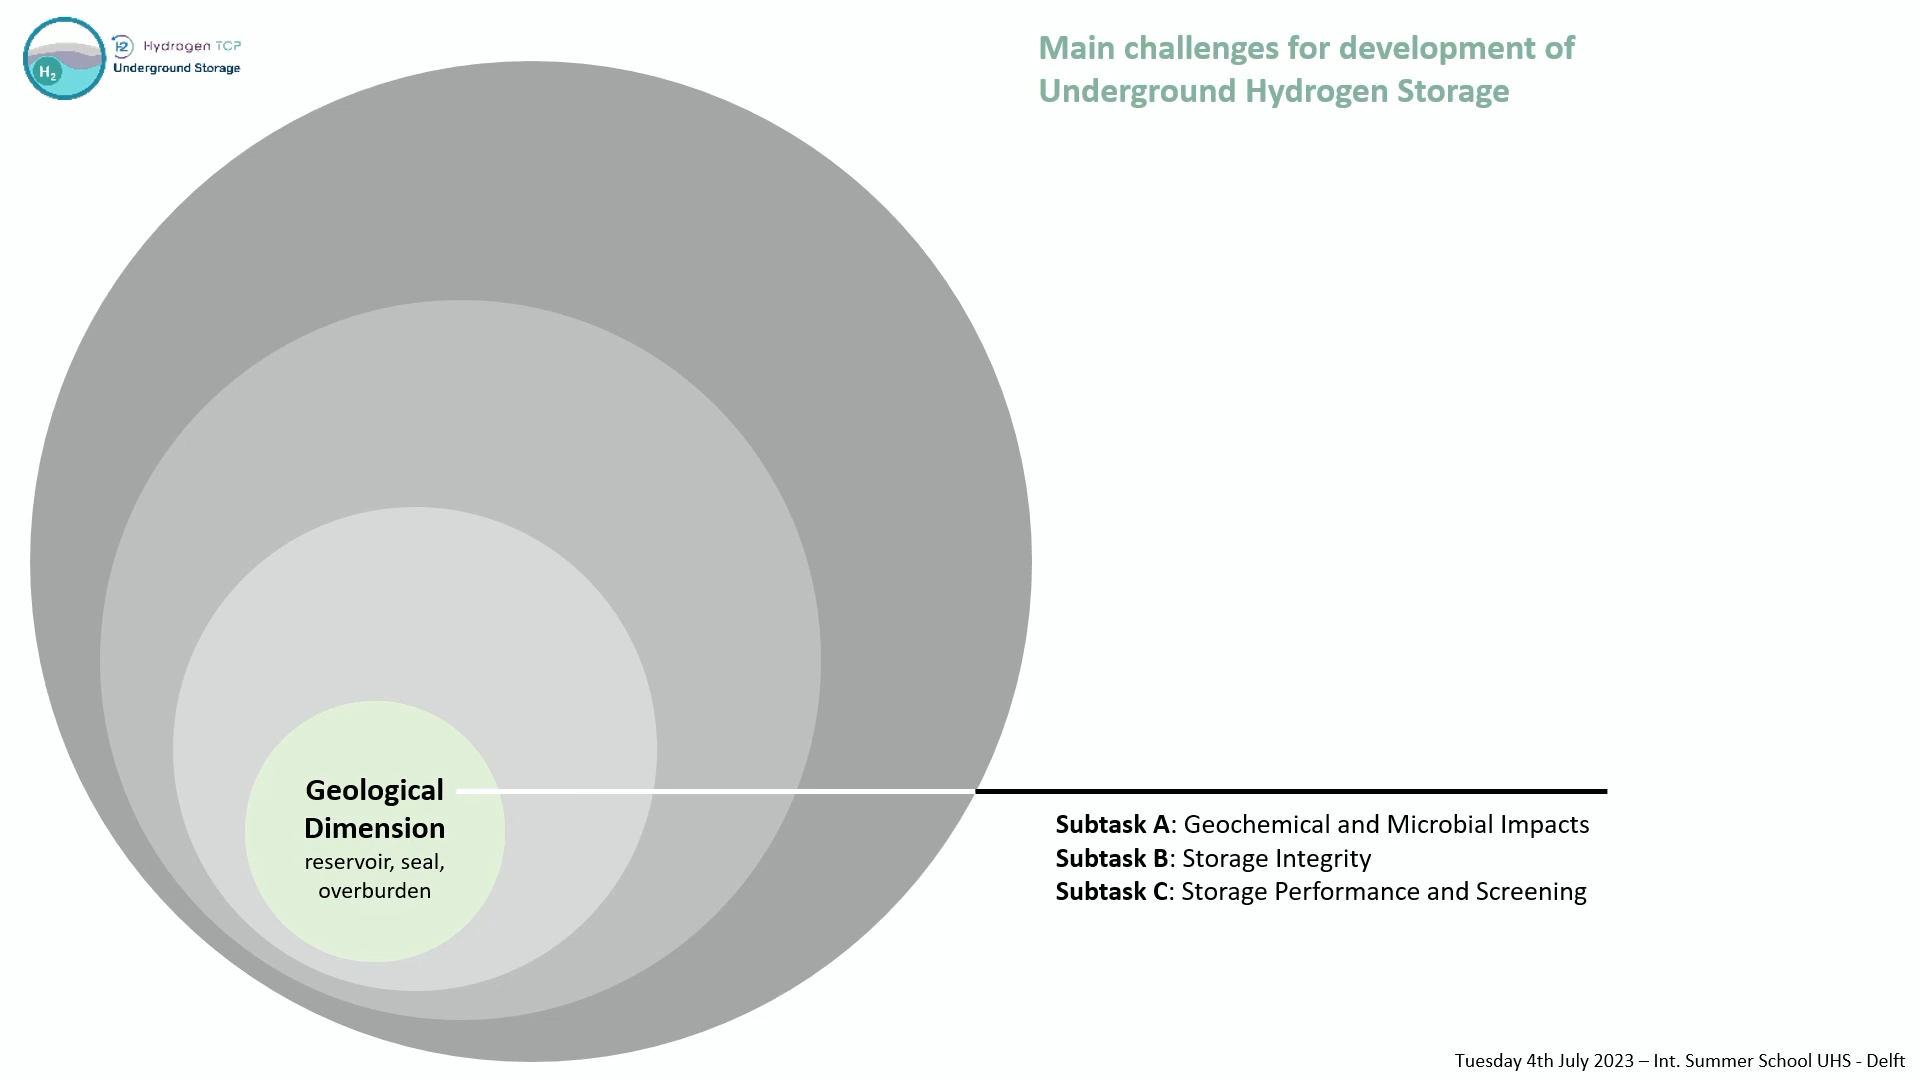 H2
Hydrogen TCP
Underground Storage
H₂
Main challenges for development of
Underground Hydrogen Storage
Geological
Dimension
reservoir, seal,
overburden
Subtask A: Geochemical and Microbial Impacts
Subtask B: Storage Integrity
Subtask C: Storage Performance and Screening
Tuesday 4th July 2023 – Int. Summer School UHS - Delft